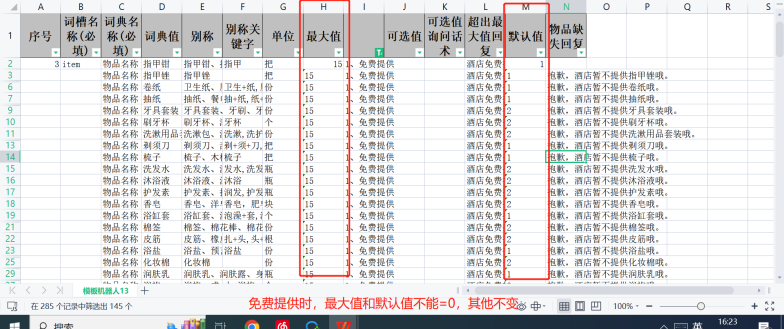 A B C D E F G H I J K L M N O P Q R S
1 序号 词槽名称(必填) 词典名称(必填) 词典值 别称 别称关键字 单位 最大值 可选值 可选值询问话术 超出最大值回复 默认值 物品缺失回复
2 3 item 物品名称 指甲钳 指甲钳、 指甲 把 15 1、免费提供 酒店免费 1
3 物品名称 指甲锉 指甲锉 把 15 1、免费提供 酒店免费 1 抱歉，酒店暂不提供指甲锉哦。
6 物品名称 卷纸 卫生纸、 卫生+纸, 份 15 1、免费提供 酒店免费 1 抱歉，酒店暂不提供卷纸哦。
7 物品名称 抽纸 抽纸、餐 抽+纸,纸 份 15 1、免费提供 酒店免费 1 抱歉，酒店暂不提供抽纸哦。
9 物品名称 牙具套装 牙具套装、 牙刷、牙 份 15 1、免费提供 酒店免费 2 抱歉，酒店暂不提供牙具套装哦。
10 物品名称 刷牙杯 刷牙杯、 牙杯 个 15 1、免费提供 酒店免费 2 抱歉，酒店暂不提供刷牙杯哦。
11 物品名称 洗漱用品 洗漱包、 洗漱,洗护 份 15 1、免费提供 酒店免费 2 抱歉，酒店暂不提供洗漱用品套装哦。
13 物品名称 剃须刀 剃须刀、 剃+须+刀, 把 15 1、免费提供 酒店免费 1 抱歉，酒店暂不提供剃须刀哦。
14 物品名称 梳子 梳子、木 梳 把 15 1、免费提供 酒店免费 1 抱歉，酒店暂不提供梳子哦。
15 物品名称 洗发水 洗发水、 洗发水,洗发 瓶 15 1、免费提供 酒店免费 2 抱歉，酒店暂不提供洗发水哦。
16 物品名称 沐浴液 沐浴液、 沐浴 瓶 15 1、免费提供 酒店免费 2 抱歉，酒店暂不提供沐浴液哦。
17 物品名称 护发素 护发素、 润发,护发 瓶 15 1、免费提供 酒店免费 2 抱歉，酒店暂不提供护发素哦。
18 物品名称 香皂 香皂、洋 香皂，肥 块 15 1、免费提供 酒店免费 2 抱歉，酒店暂不提供香皂哦。
19 物品名称 浴缸套 浴缸套、 泡澡+套, 个 15 1、免费提供 酒店免费 1 抱歉，酒店暂不提供浴缸套哦。
21 物品名称 棉签 棉签、棉花棒、 棉花棒、 份 15 1、免费提供 酒店免费 2 抱歉，酒店暂不提供棉签哦。
22 物品名称 皮筋 皮筋、橡 扎+头,头 根 15 1、免费提供 酒店免费 2 抱歉，酒店暂不提供皮筋哦。
23 物品名称 浴盐 浴盐、预 浴盐 份 15 1、免费提供 酒店免费 1 抱歉，酒店暂不提供浴盐哦。
25 物品名称 化妆棉 化妆棉 份 15 1、免费提供 酒店免费 2 抱歉，酒店暂不提供化妆棉哦。
29 物品名称 润肤乳 润肤乳、 润肤露、身 瓶 15 1、免费提供 酒店免费 1 抱歉，酒店暂不提供润肤乳哦。
模板机器人13 +
免费提供时，最大值和默认值不能=0，其他不变
在 285 个记录中筛选出 145 个
100%
搜索
英
16:23